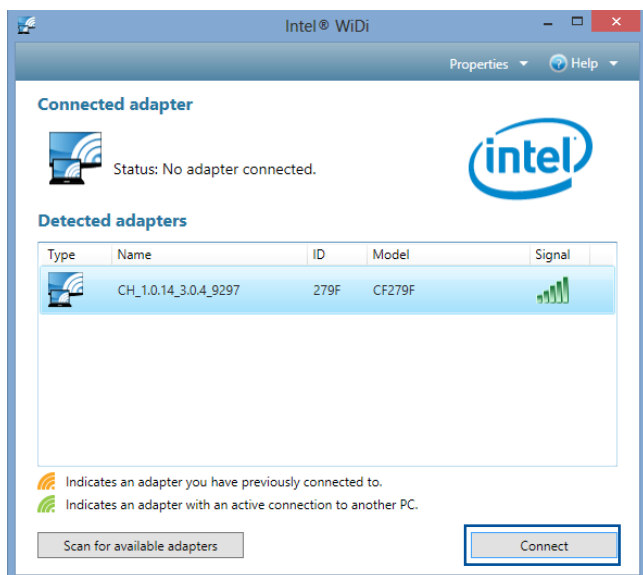 Intel® WiDi
Properties Help
Connected adapter
Status: No adapter connected.
intel
Detected adapters
Type Name ID Model Signal
CH_1.0.14_3.0.4_9297 279F CF279F
Indicates an adapter you have previously connected to.
Indicates an adapter with an active connection to another PC.
Scan for available adapters Connect